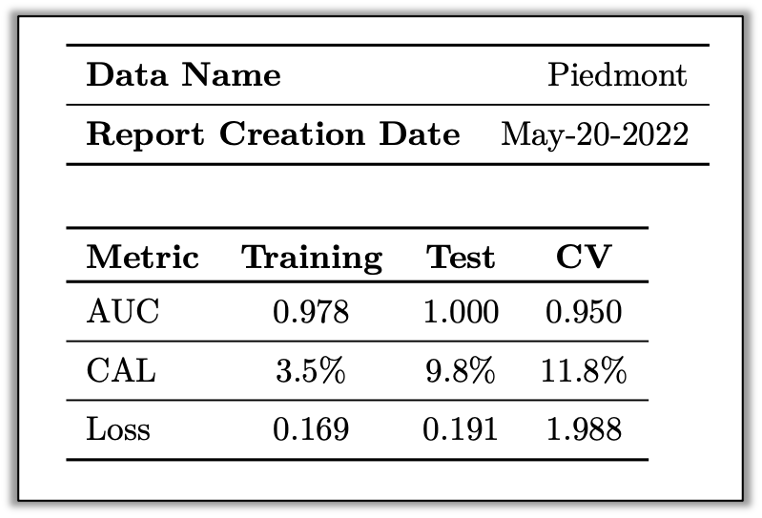 Data Name Piedmont
Report Creation Date May-20-2022
Metric Training Test CV
AUC 0.978 1.000 0.950
CAL 3.5% 9.8% 11.8%
Loss 0.169 0.191 1.988